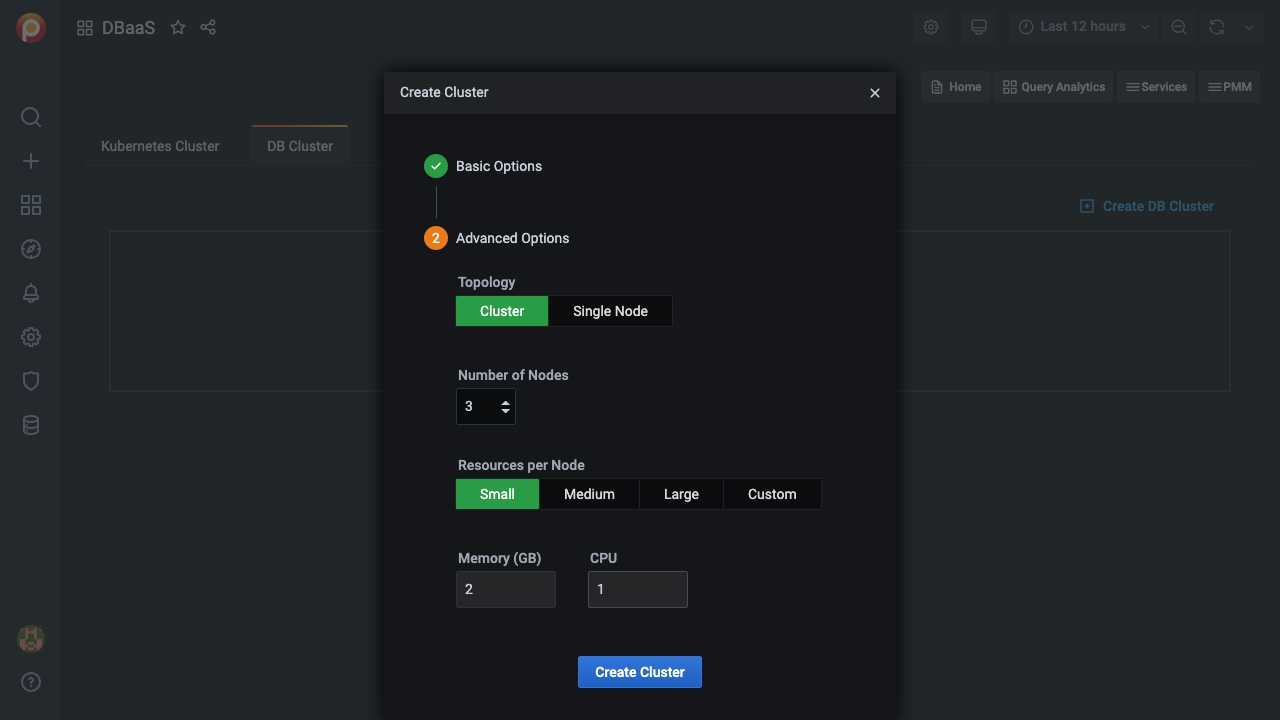 DBaaS
Last 12 hours
Home
Query Analytics
Services
PMM
Kubernetes Cluster
DB Cluster
Create DB Cluster
Create Cluster
Basic Options
2
Advanced Options
Topology
Cluster
Single Node
Number of Nodes
3
Resources per Node
Small
Medium
Large
Custom
Memory (GB)
CPU
2
1
Create Cluster